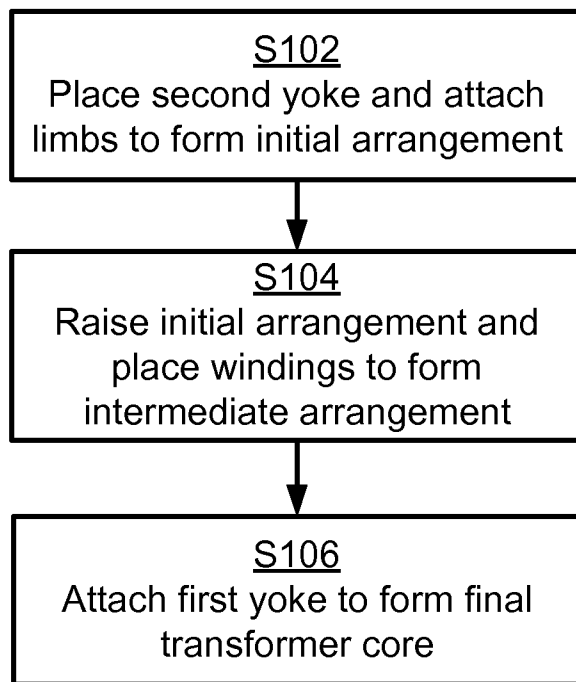 S102
Place second yoke and attach
limbs to form initial arrangement
S104
Raise initial arrangement and
place windings to form
intermediate arrangement
S106
Attach first yoke to form final
transformer core